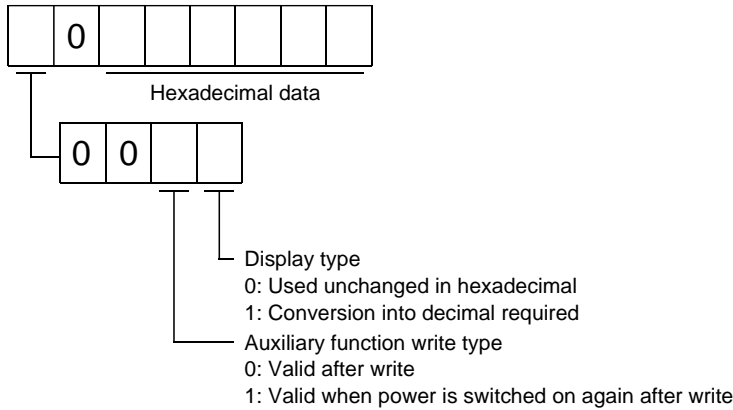 0
Hexadecimal data
0 0
Display type
0: Used unchanged in hexadecimal
1: Conversion into decimal required
Auxiliary function write type
0: Valid after write
1: Valid when power is switched on again after write